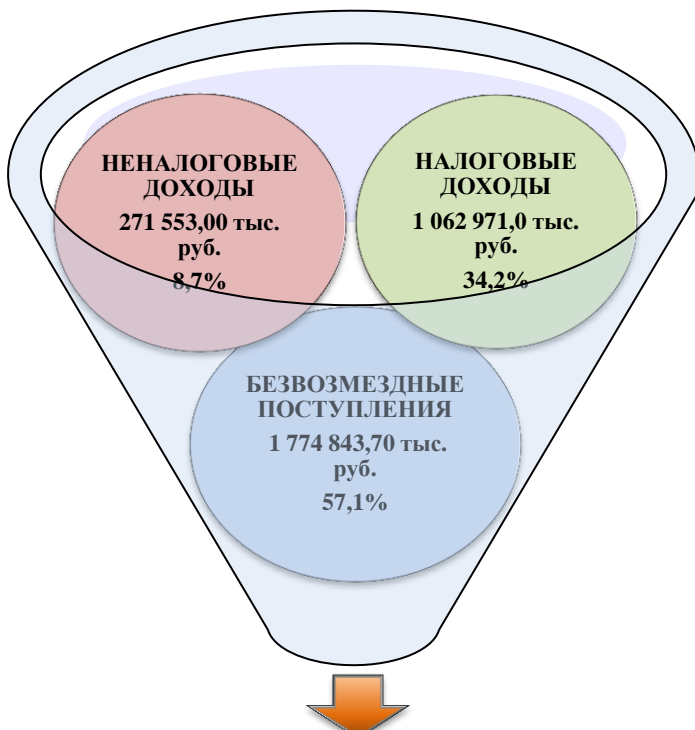 НЕНАЛОГОВЫЕ
ДОХОДЫ
271 553,00 тыс.
руб.
8,7%
НАЛОГОВЫЕ
ДОХОДЫ
1 062 971,0 тыс.
руб.
34,2%
БЕЗВОЗМЕЗДНЫЕ
ПОСТУПЛЕНИЯ
1 774 843,70 тыс.
руб.
57,1%